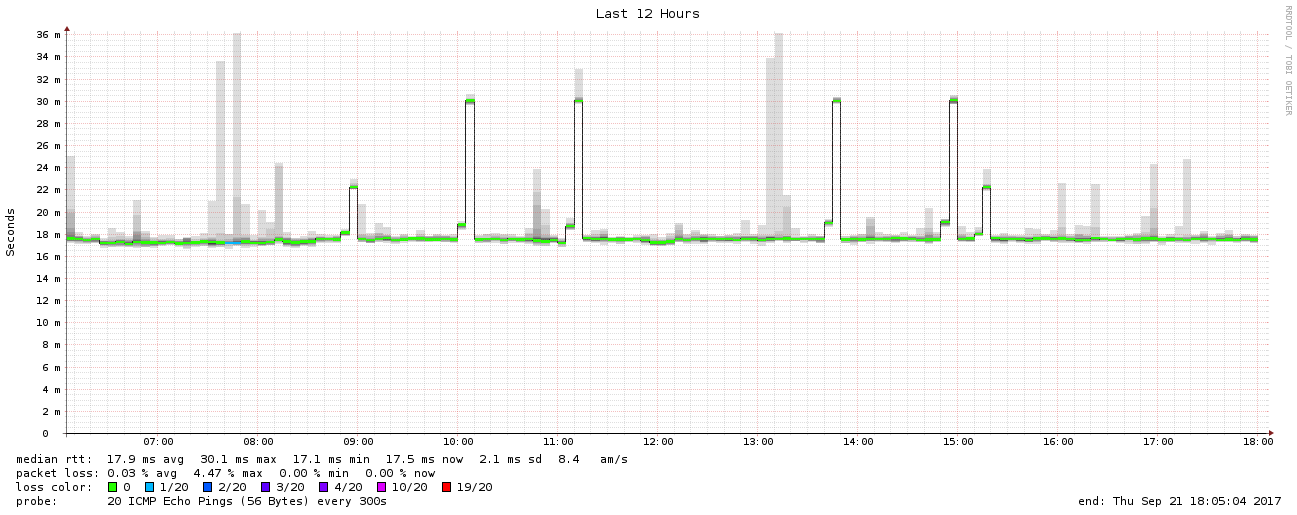 Last 12 Hours
RRDTOOL / TOBI OETIKER
Seconds
36 m
34 m
32 m
30 m
28 m
26 m
24 m
22 m
20 m
18 m
16 m
14 m
12 m
10 m
8 m
6 m
4 m
2 m
0
07:00 08:00 09:00 10:00 11:00 12:00 13:00 14:00 15:00 16:00 17:00 18:00
median rtt: 17.9 ms avg 30.1 ms max 17.1 ms min 17.5 ms now 2.1 ms sd 8.4 am/s
packet loss: 0.03 % avg 4.47 % max 0.00 % min 0.00 % now
loss color: 0 1/20 2/20 3/20 4/20 10/20 19/20
probe: 20 ICMP Echo Pings (56 Bytes) every 300s
end: Thu Sep 21 18:05:04 2017